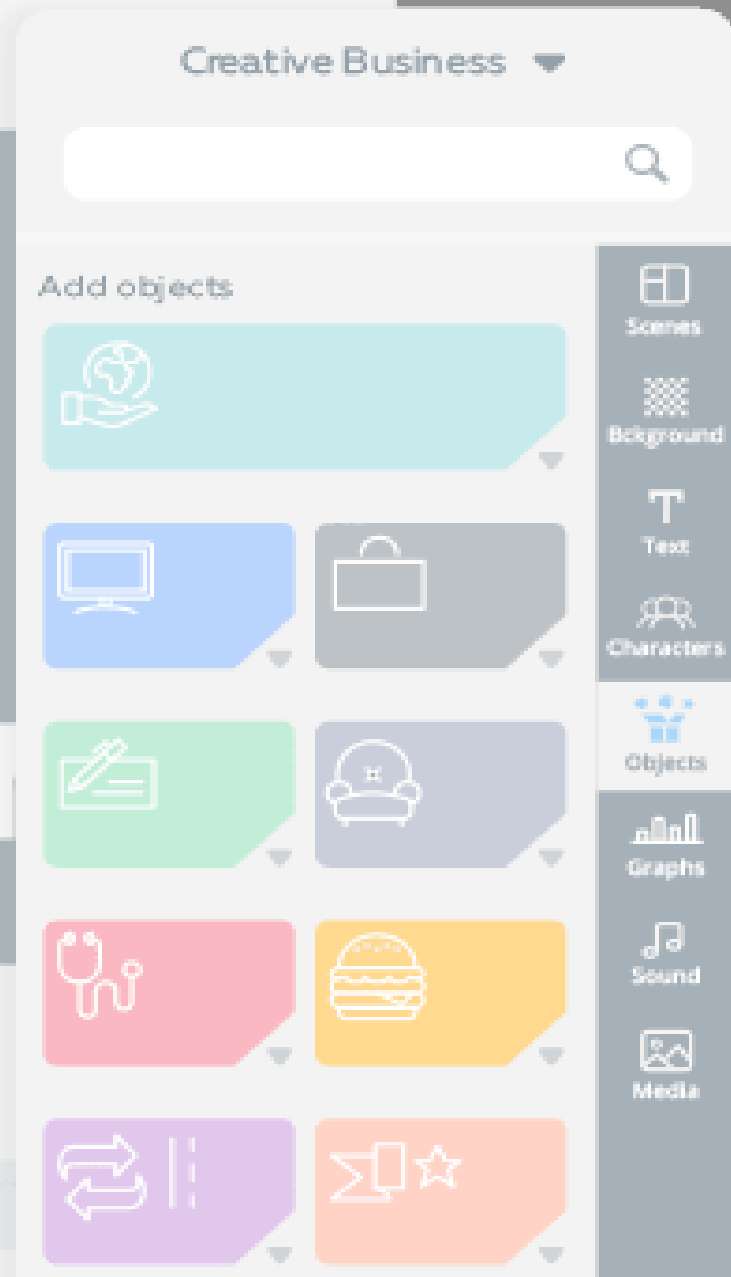 Creative Business
Add objects
Scenes
Bckground
Text
Characters
Objects
Graphs
Sound
Media